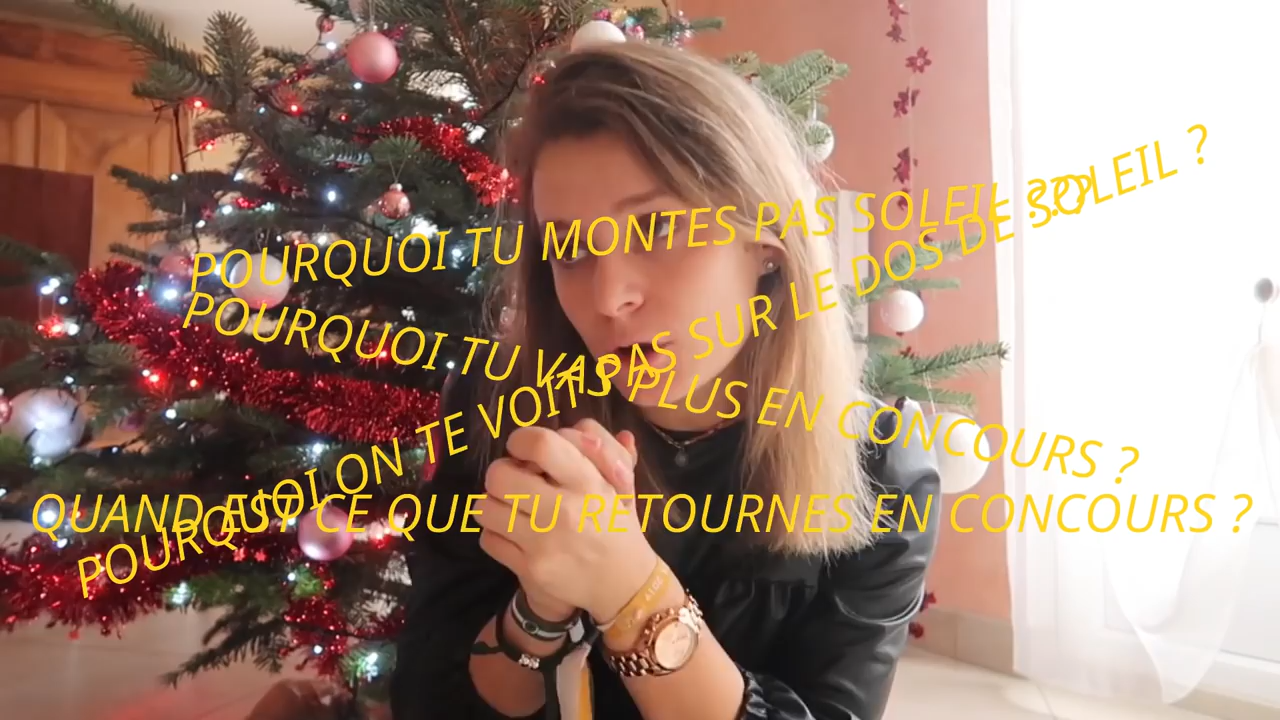 POURQUOI TU MONTES PAS SOLEIL ???
POURQUOI TU VAS PLUS EN CONCOURS ?
POURQUOI ON TE VOIT PAS SUR LE DOS DE SOLEIL ?
QUAND EST CE QUE TU RETOURNES EN CONCOURS ?